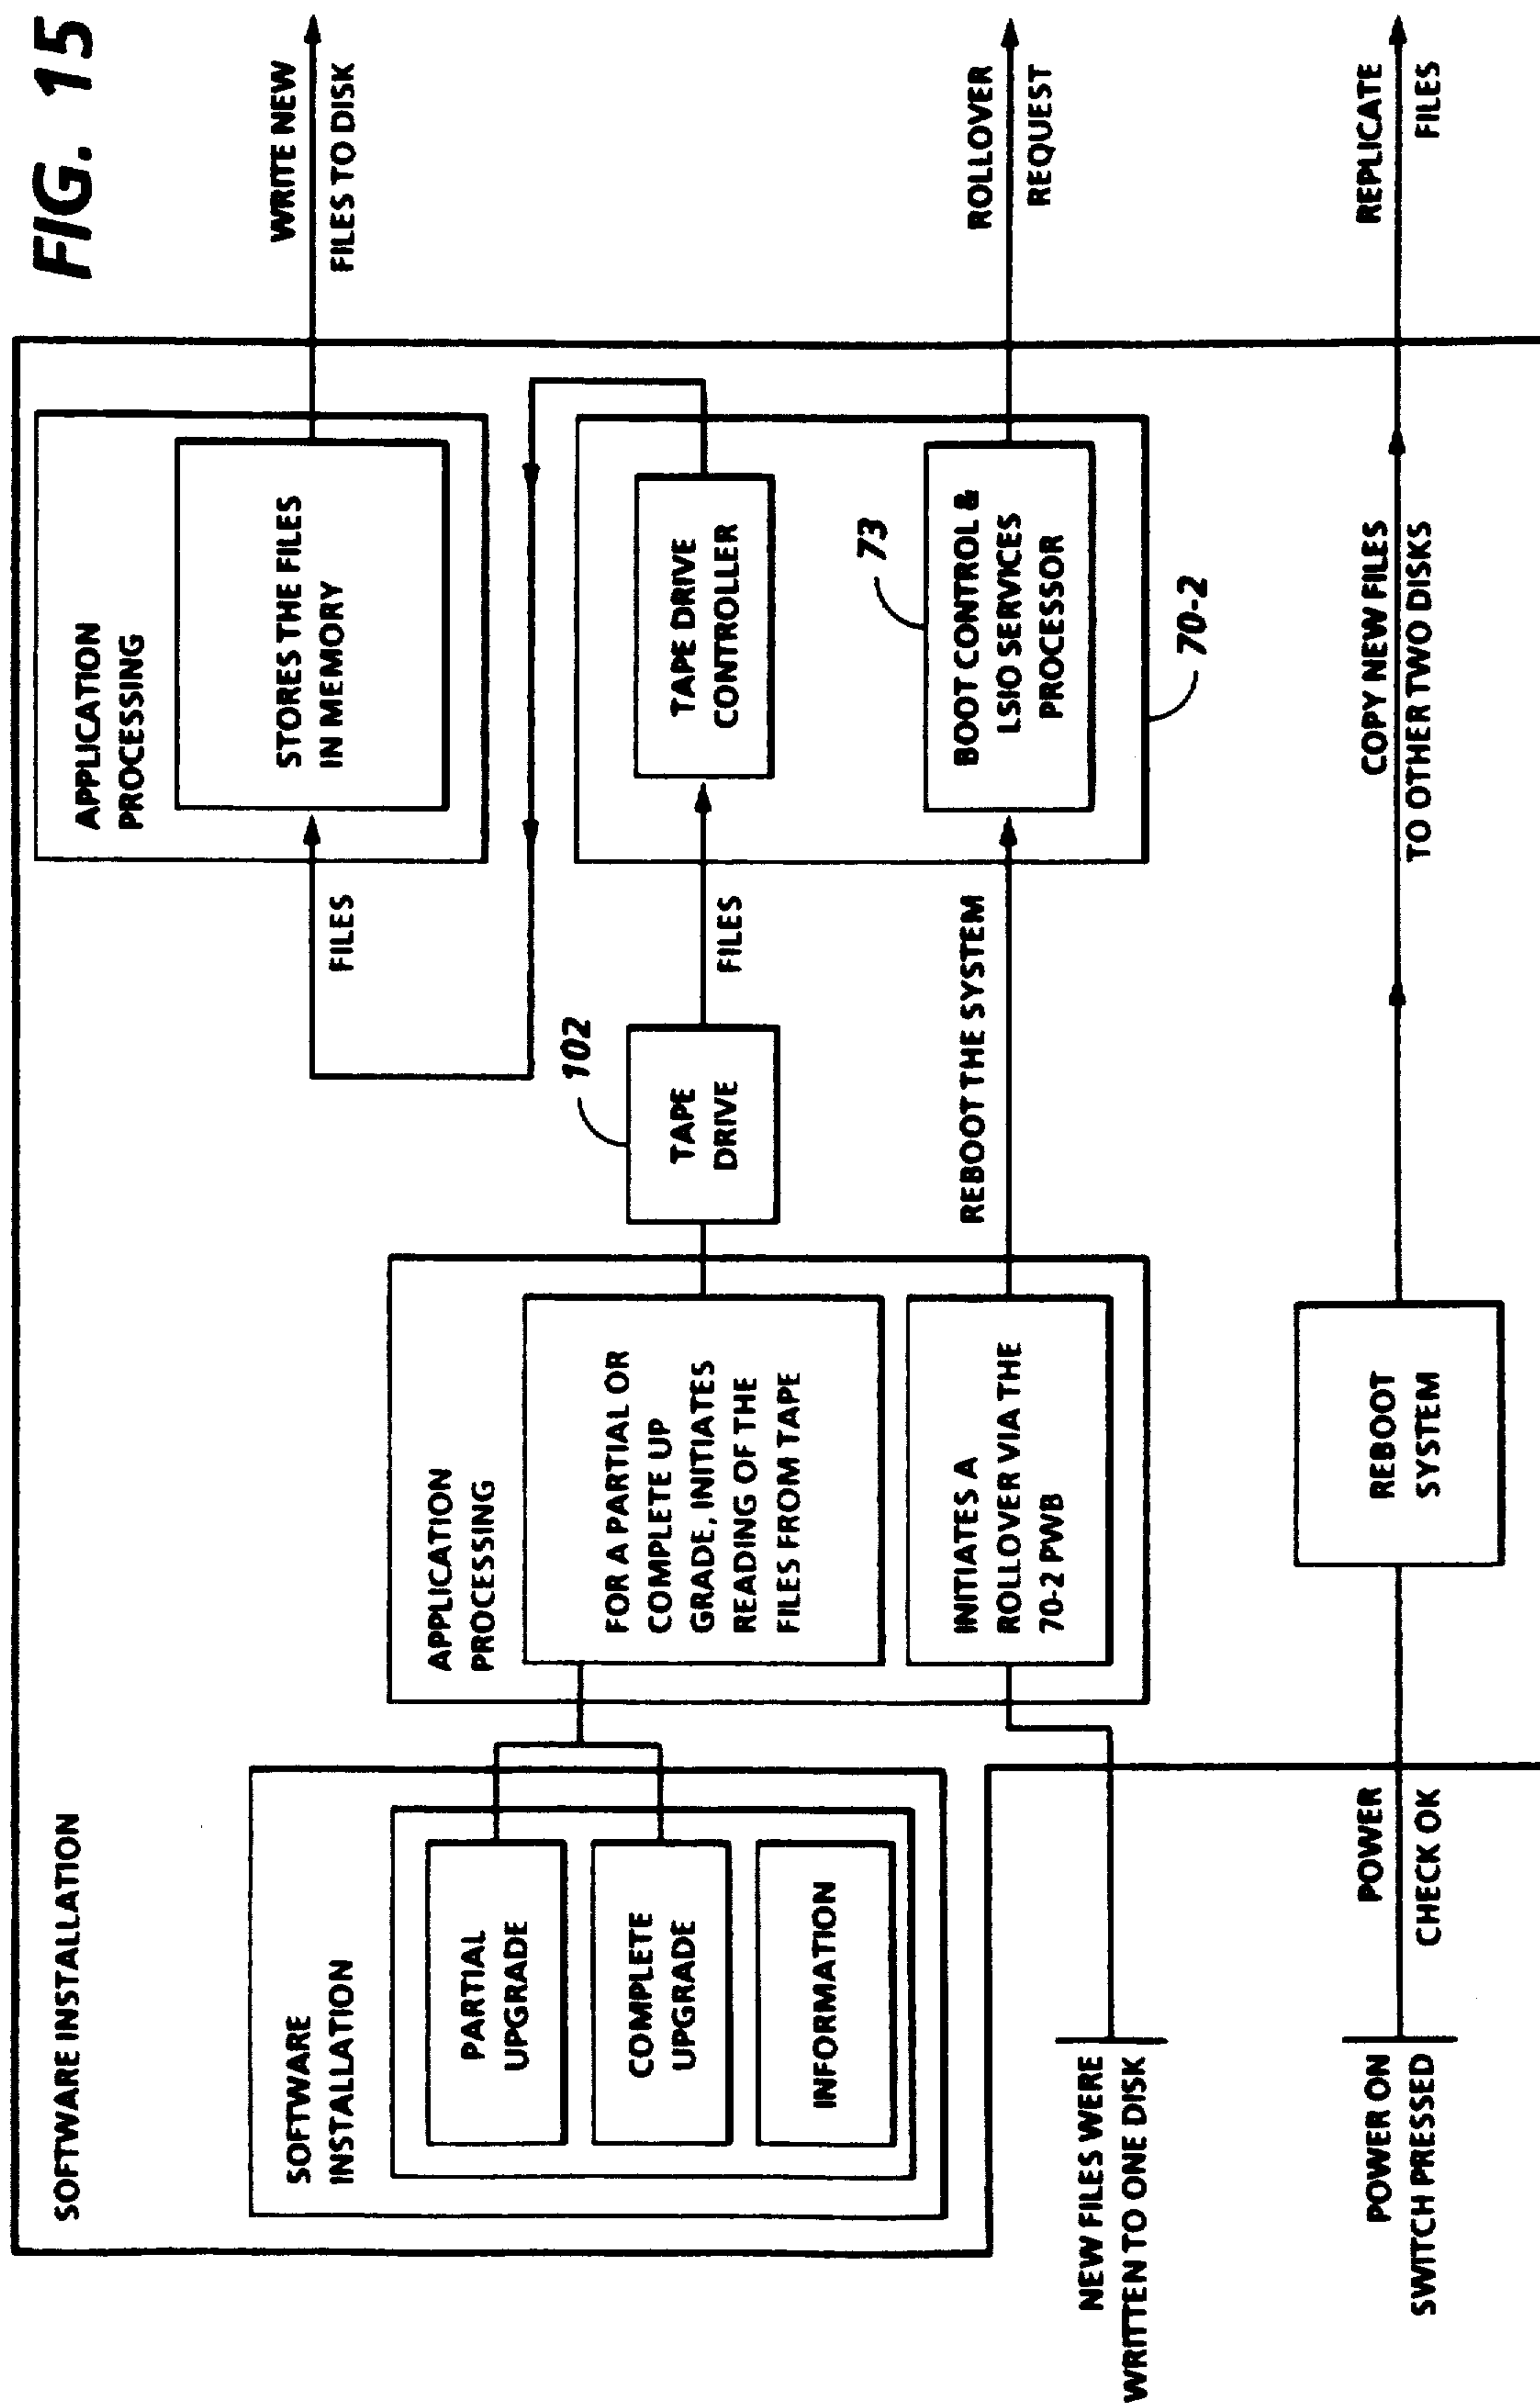 FIG. 15
SOFTWARE INSTALLATION
SOFTWARE
INSTALLATION
PARTIAL
UPGRADE
COMPLETE
UPGRADE
INFORMATION
APPLICATION
PROCESSING
FOR A PARTIAL OR
COMPLETE UP
GRADE, INITIATES
READING OF THE
FILES FROM TAPE
INITIATES A
ROLLOVER VIA THE
70-2 PWB
TAPE
DRIVE
102
FILES
FILES
APPLICATION
PROCESSING
STORES THE FILES
IN MEMORY
WRITE NEW
FILES TO DISK
TAPE DRIVE
CONTROLLER
73
BOOT CONTROL &
LSIO SERVICES
PROCESSOR
70-2
REBOOT THE SYSTEM
ROLLOVER
REQUEST
NEW FILES WERE
WRITTEN TO ONE DISK
POWER ON
SWITCH PRESSED
POWER
CHECK OK
REBOOT
SYSTEM
COPY NEW FILES
TO OTHER TWO DISKS
REPLICATE
FILES